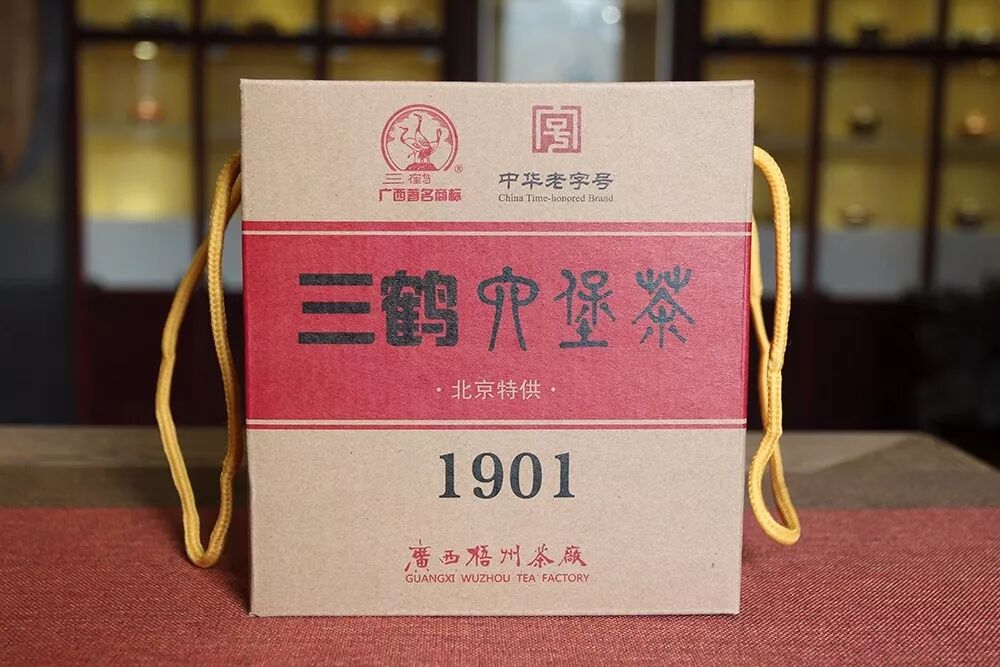 三鹤®
广西著名商标
号
中华老字号
China Time-honored Brand
三鹤六堡茶
·北京特供·
1901
廣西梧州茶廠
GUANGXI WUZHOU TEA FACTORY